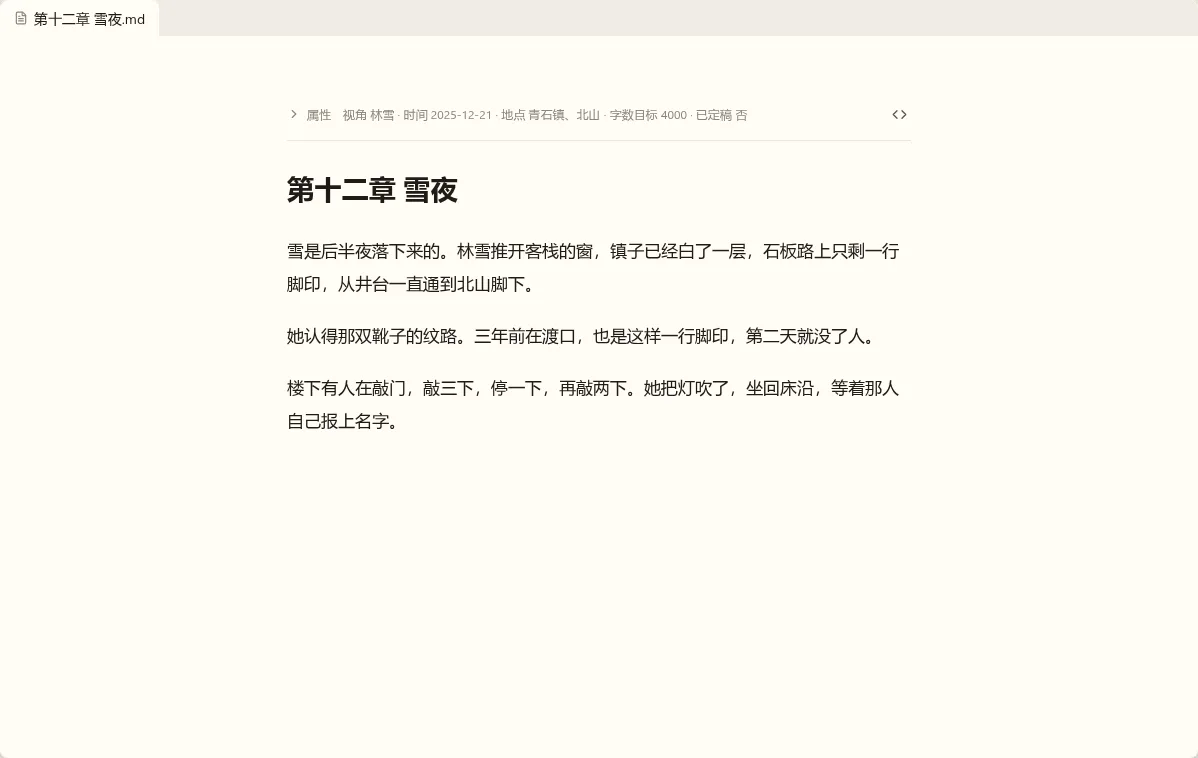 第十二章 雪夜.md
属性 视角 林雪 · 时间 2025-12-21 · 地点 青石镇、北山 · 字数目标 4000 · 已定稿 否
第十二章 雪夜
雪是后半夜落下来的。林雪推开客栈的窗，镇子已经白了一层，石板路上只剩一行
脚印，从井台一直通到北山脚下。
她认得那双靴子的纹路。三年前在渡口，也是这样一行脚印，第二天就没了人。
楼下有人在敲门，敲三下，停一下，再敲两下。她把灯吹了，坐回床沿，等着那人
自己报上名字。